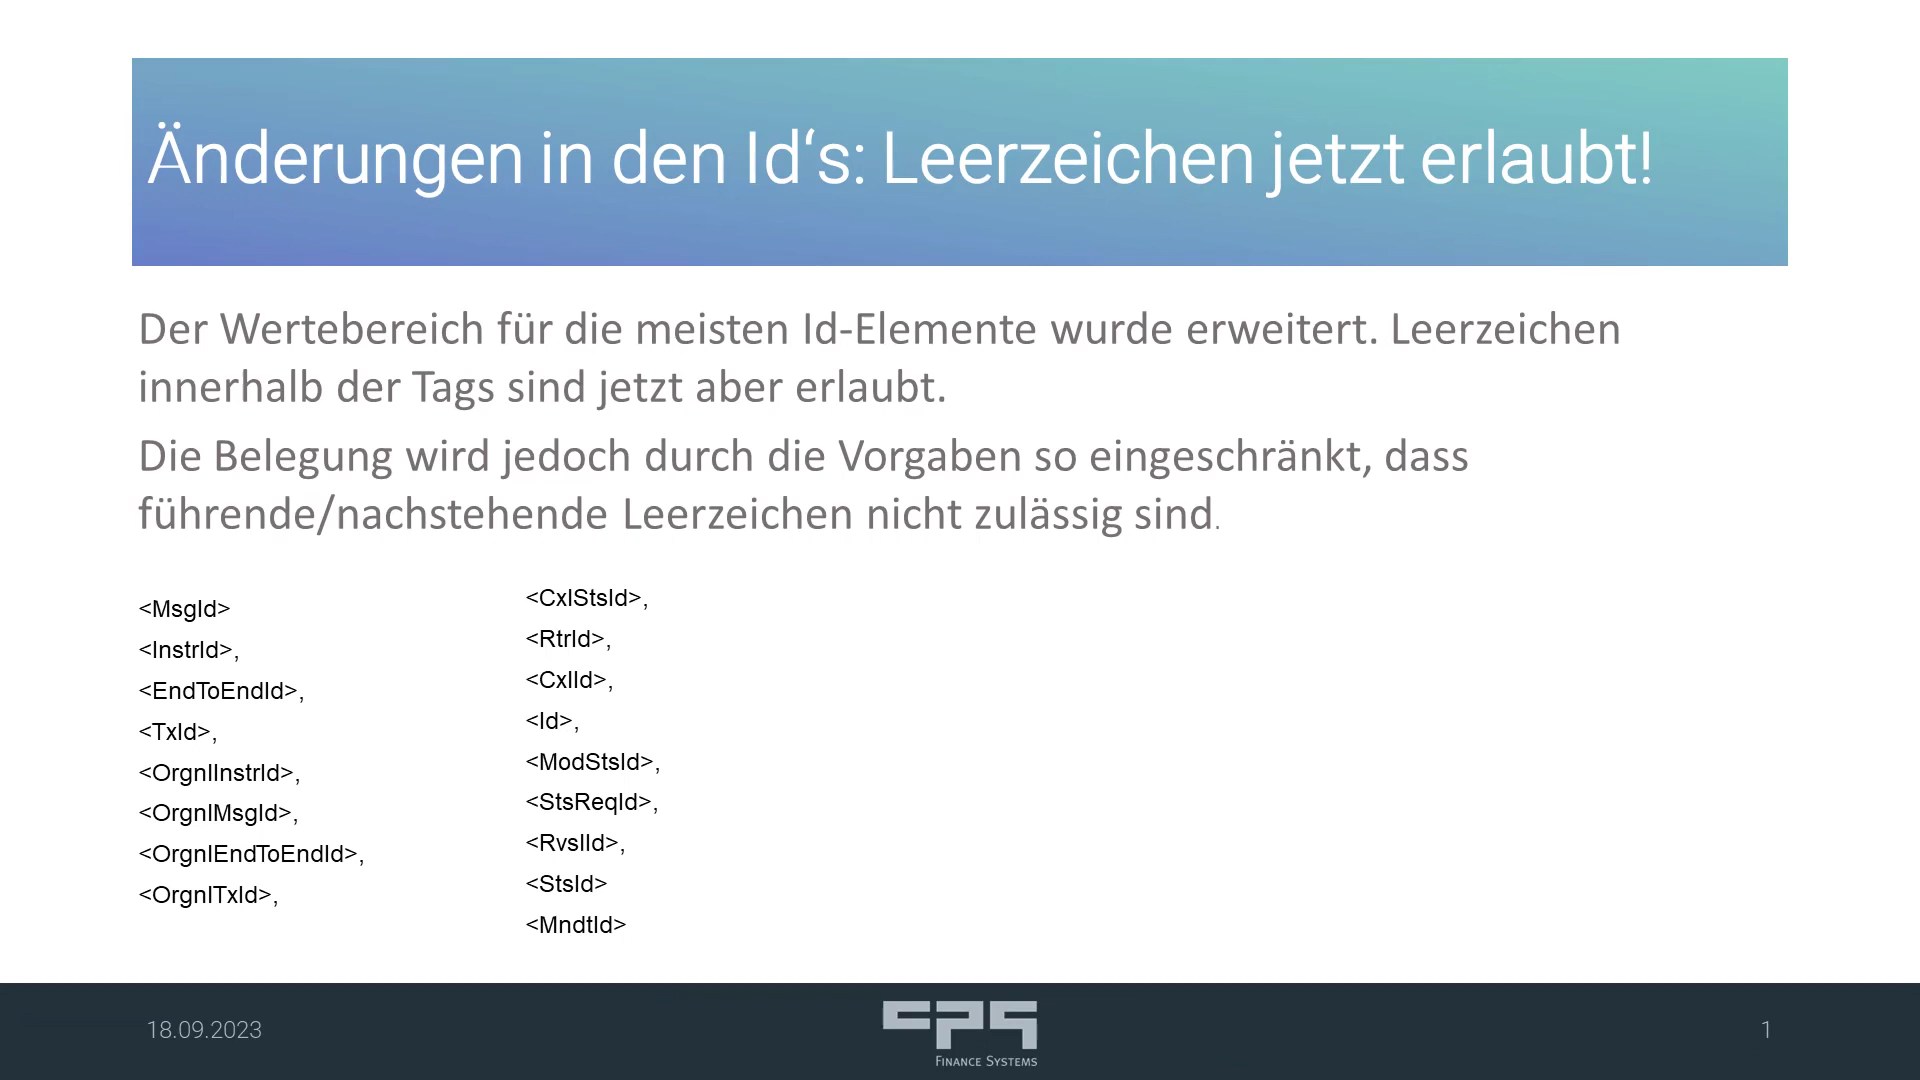 Änderungen in den Id‘s: Leerzeichen jetzt erlaubt!
Der Wertebereich für die meisten Id-Elemente wurde erweitert. Leerzeichen
innerhalb der Tags sind jetzt aber erlaubt.
Die Belegung wird jedoch durch die Vorgaben so eingeschränkt, dass
führende/nachstehende Leerzeichen nicht zulässig sind.
<MsgId>
<InstrId>,
<EndToEndId>,
<TxId>,
<OrgnlInstrId>,
<OrgnlMsgId>,
<OrgnlEndToEndId>,
<OrgnlTxId>,
<CxlStsId>,
<RtrId>,
<CxlId>,
<Id>,
<ModStsId>,
<StsReqId>,
<RvslId>,
<StsId>
<MndtId>
18.09.2023
CPS
Finance Systems
1